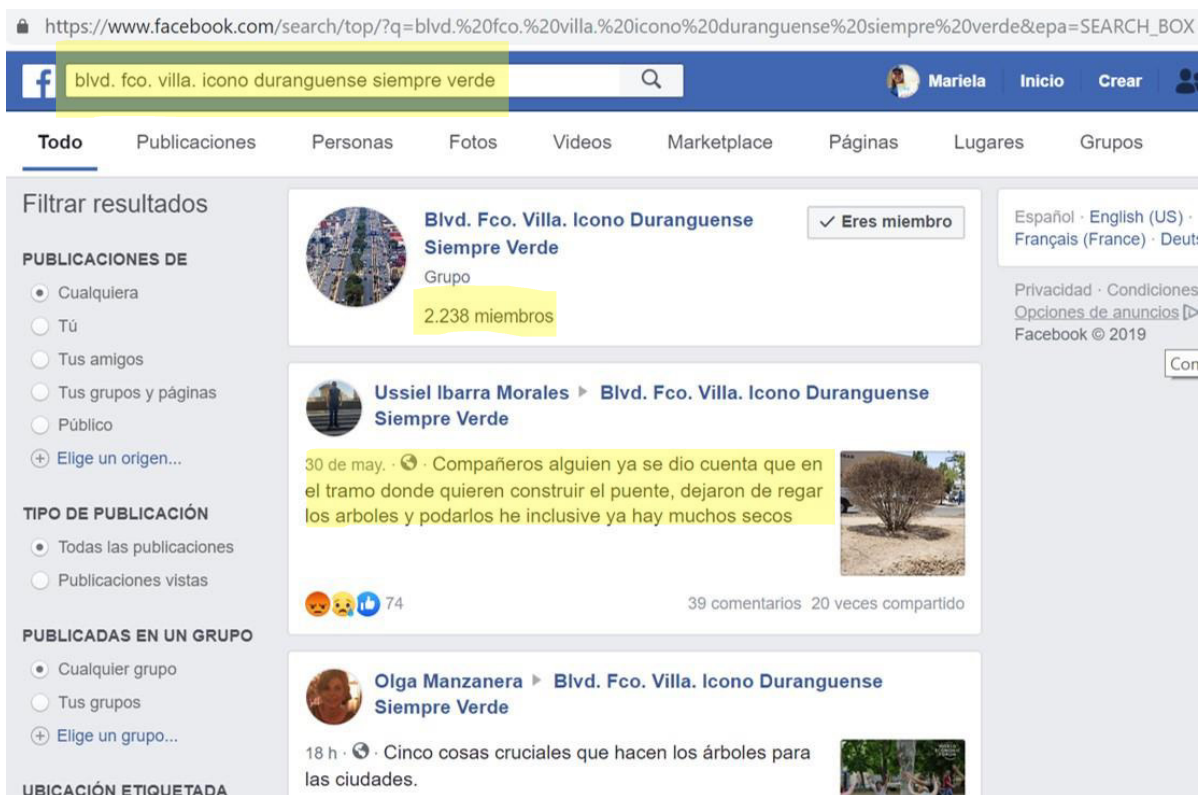 https://www.facebook.com/search/top/?q=blvd.%20fco.%20villa.%20icono%20duranguense%20siempre%20verde&epa=SEARCH_BOX
blvd. fco. villa. icono duranguense siempre verde
Mariela Inicio Crear
Todo Publicaciones Personas Fotos Videos Marketplace Páginas Lugares Grupos
Filtrar resultados
PUBLICACIONES DE
Cualquiera
Tú
Tus amigos
Tus grupos y páginas
Público
Elige un origen...
TIPO DE PUBLICACIÓN
Todas las publicaciones
Publicaciones vistas
PUBLICADAS EN UN GRUPO
Cualquier grupo
Tus grupos
Elige un grupo...
UBICACIÓN ETIQUETADA
Blvd. Fco. Villa. Icono Duranguense
Siempre Verde
Grupo
2.238 miembros
Eres miembro
Ussiel Ibarra Morales Blvd. Fco. Villa. Icono Duranguense
Siempre Verde
30 de may. · Compañeros alguien ya se dio cuenta que en
el tramo donde quieren construir el puente, dejaron de regar
los arboles y podarlos he inclusive ya hay muchos secos
74
39 comentarios 20 veces compartido
Olga Manzanera Blvd. Fco. Villa. Icono Duranguense
Siempre Verde
18 h · Cinco cosas cruciales que hacen los árboles para
las ciudades.
Español · English (US) ·
Français (France) · Deuts
Privacidad · Condiciones
Opciones de anuncios
Facebook © 2019
Con